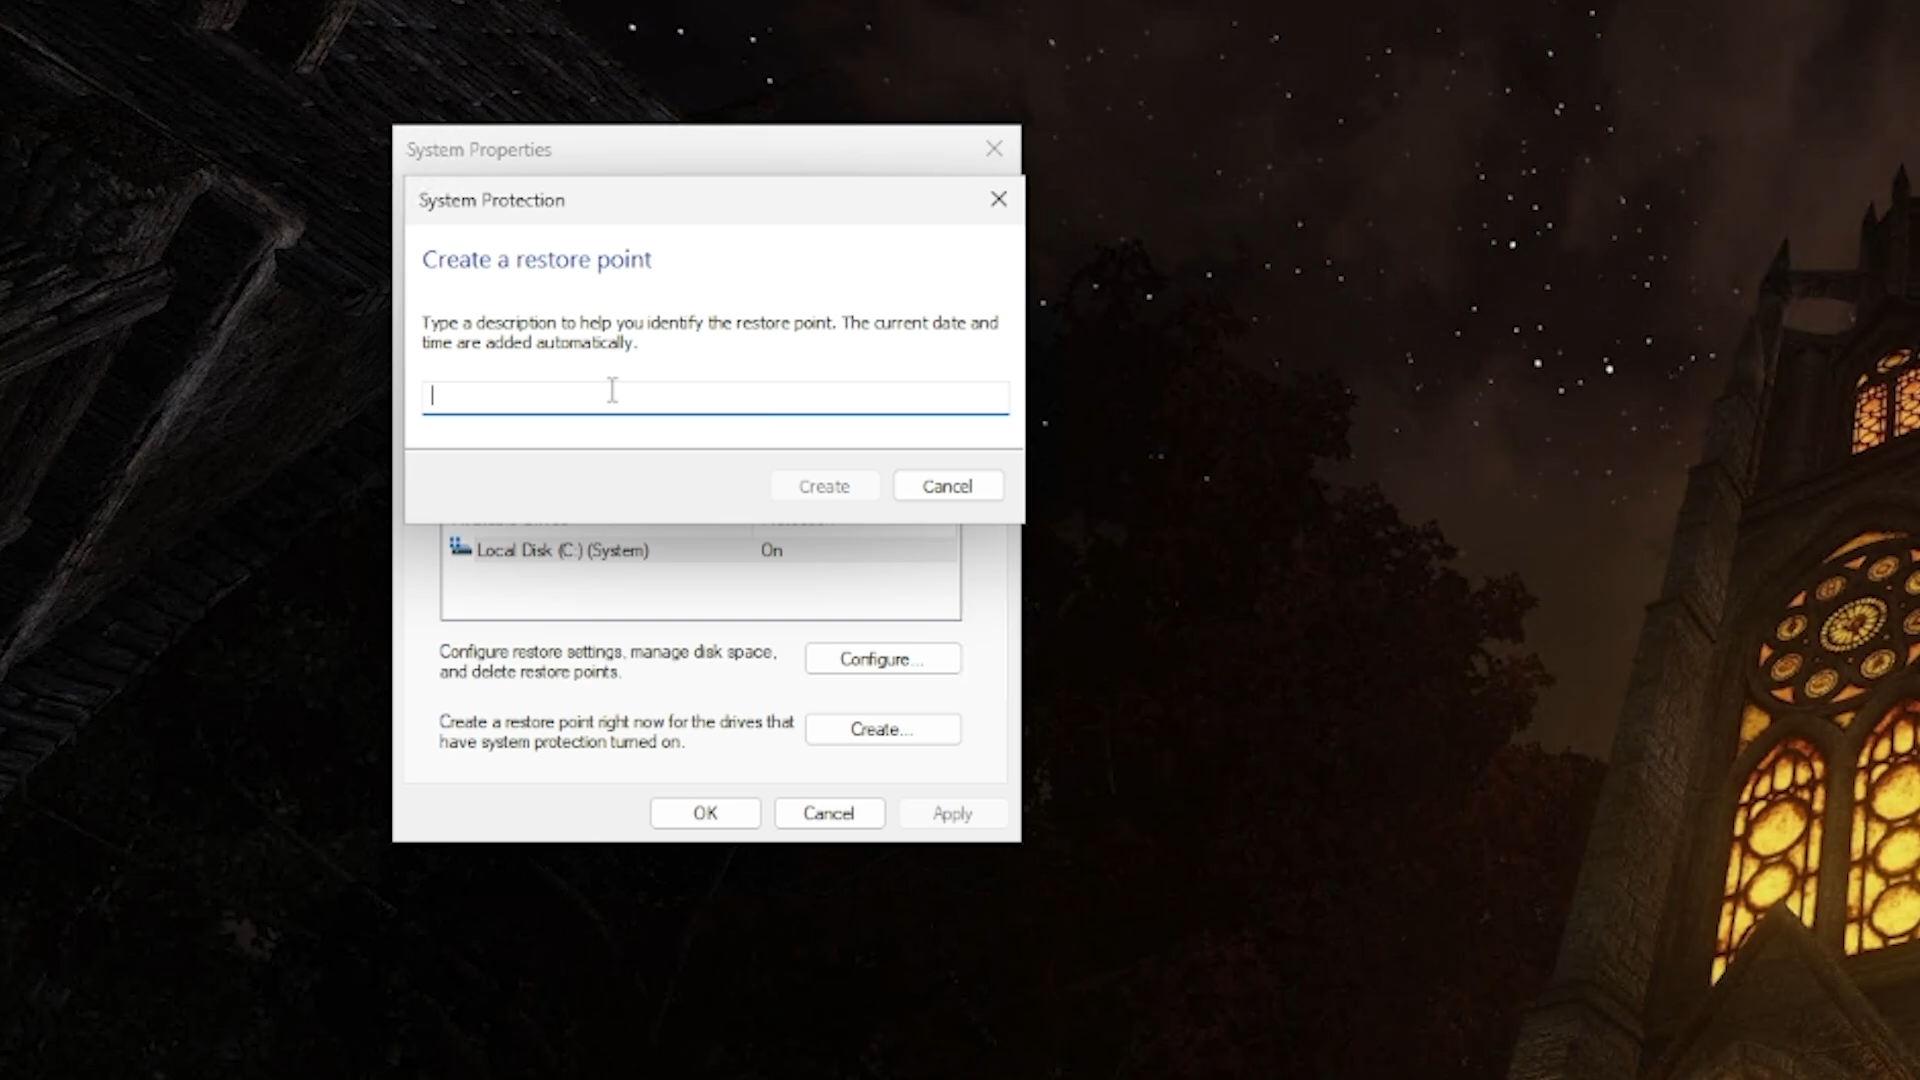 System Properties
System Protection
Create a restore point
Type a description to help you identify the restore point. The current date and
time are added automatically.
Create
Cancel
Local Disk (C:) (System)
On
Configure restore settings, manage disk space,
and delete restore points.
Configure...
Create a restore point right now for the drives that
have system protection turned on.
Create...
OK
Cancel
Apply